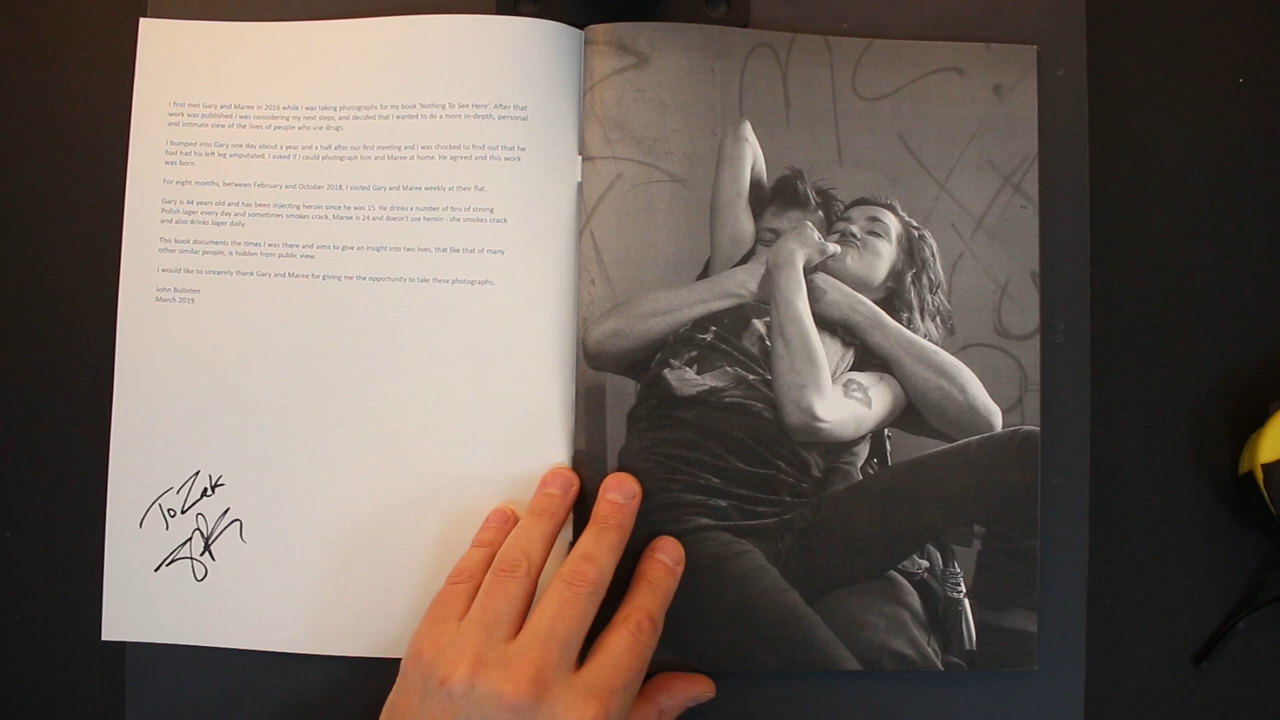 I first met Gary and Maree in 2016 while I was taking photographs for my book 'Nothing To See Here'. After that
work was published I was considering my next steps, and decided that I wanted to do a more in-depth, personal
and intimate view of the lives of people who use drugs.
I bumped into Gary one day about a year and a half after our first meeting and I was shocked to find out that he
had had his left leg amputated. I asked if I could photograph him and Maree at home. He agreed and this work
was born.
For eight months, between February and October 2018, I visited Gary and Maree weekly at their flat.
Gary is 44 years old and has been injecting heroin since he was 15. He drinks a number of tins of strong
Polish lager every day and sometimes smokes crack. Maree is 24 and doesn't use heroin - she smokes crack
and also drinks lager daily.
This book documents the times I was there and aims to give an insight into two lives, that like that of many
other similar people, is hidden from public view.
I would like to sincerely thank Gary and Maree for giving me the opportunity to take these photographs.
John Bolloten
March 2019
To Zak
MC